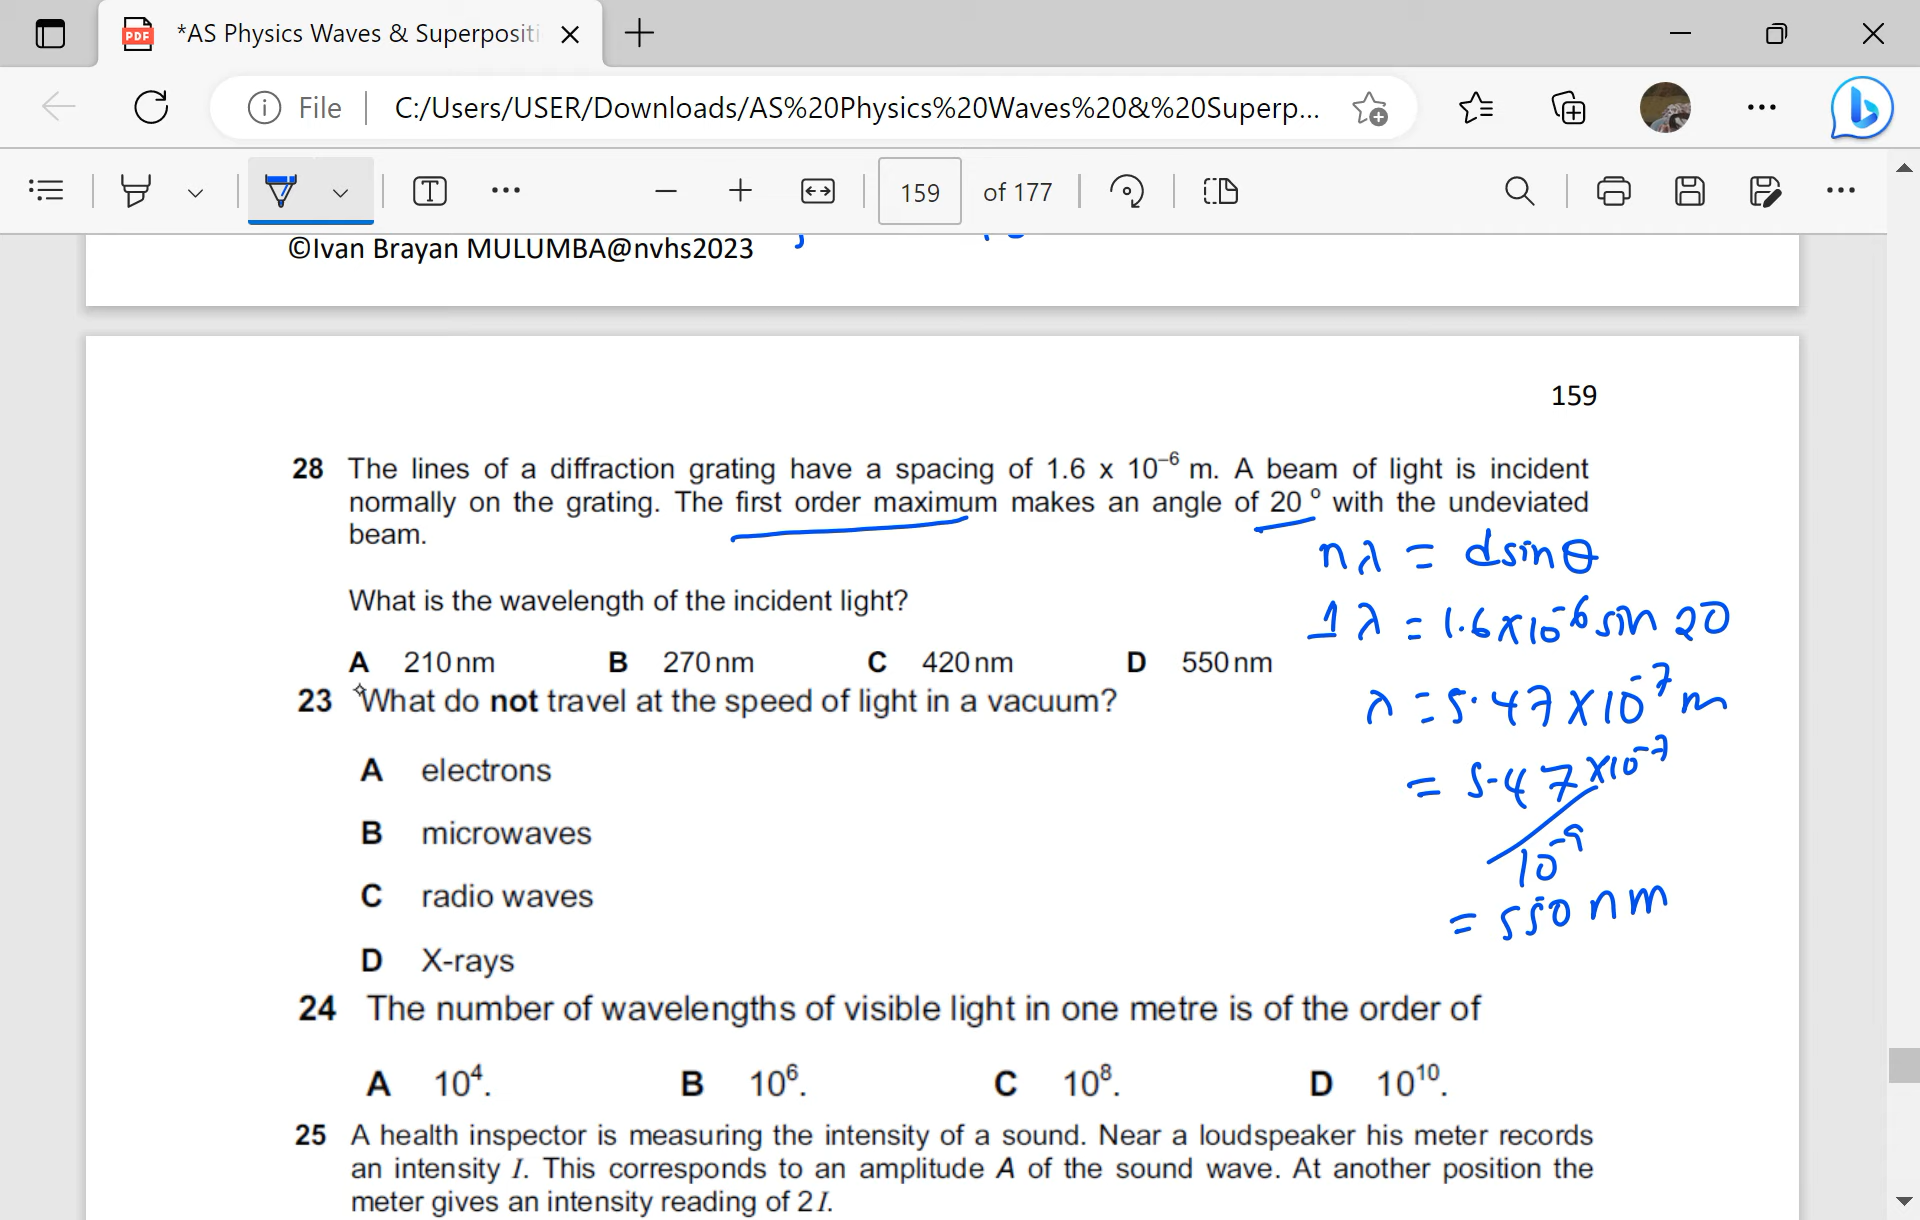 *AS Physics Waves & Superpositi
File
C:/Users/USER/Downloads/AS%20Physics%20Waves%20&%20Superp...
159 of 177
©Ivan Brayan MULUMBA@nvhs2023
159
28 The lines of a diffraction grating have a spacing of 1.6 x 10⁻⁶ m. A beam of light is incident
normally on the grating. The first order maximum makes an angle of 20 ° with the undeviated
beam.
nλ = dsinθ
What is the wavelength of the incident light?
1λ = 1.6×10⁻⁶ sin 20
A 210 nm B 270 nm C 420 nm D 550 nm
λ = 5.47 × 10⁻⁷ m
23 What do not travel at the speed of light in a vacuum?
A electrons
= 5.47 ×10⁻⁷
/ 10⁻⁹
B microwaves
C radio waves
= 550 nm
D X-rays
24 The number of wavelengths of visible light in one metre is of the order of
A 10⁴. B 10⁶. C 10⁸. D 10¹⁰.
25 A health inspector is measuring the intensity of a sound. Near a loudspeaker his meter records
an intensity I. This corresponds to an amplitude A of the sound wave. At another position the
meter gives an intensity reading of 2I.